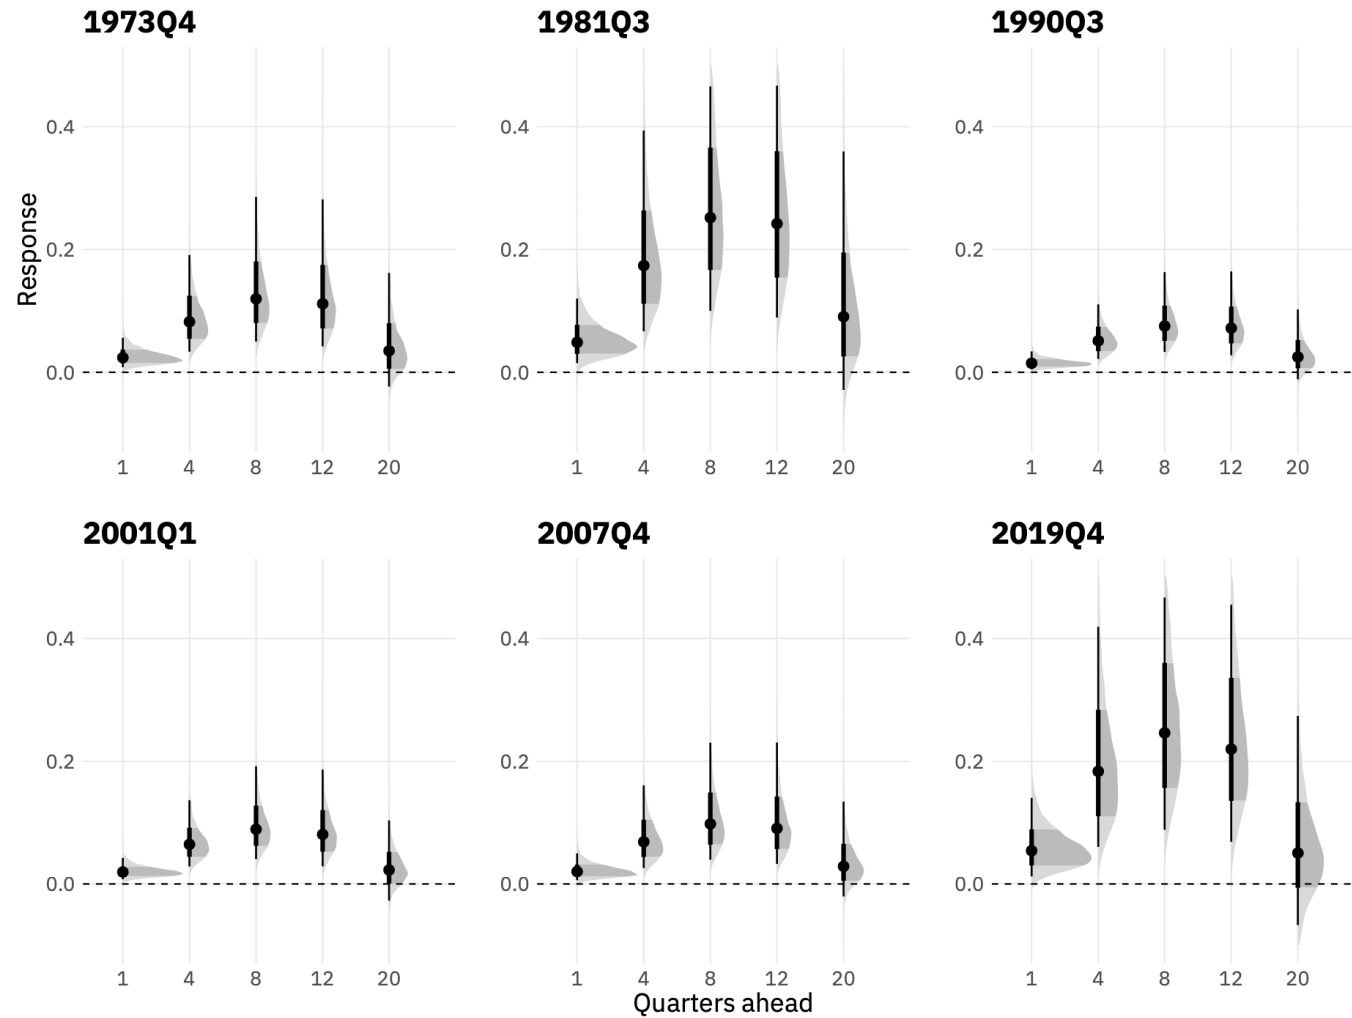 1973Q4 1981Q3 1990Q3
0.4 0.4 0.4
Response
0.2 0.2 0.2
0.0 0.0 0.0
1 4 8 12 20 1 4 8 12 20 1 4 8 12 20
2001Q1 2007Q4 2019Q4
0.4 0.4 0.4
0.2 0.2 0.2
0.0 0.0 0.0
1 4 8 12 20 1 4 8 12 20 1 4 8 12 20
Quarters ahead